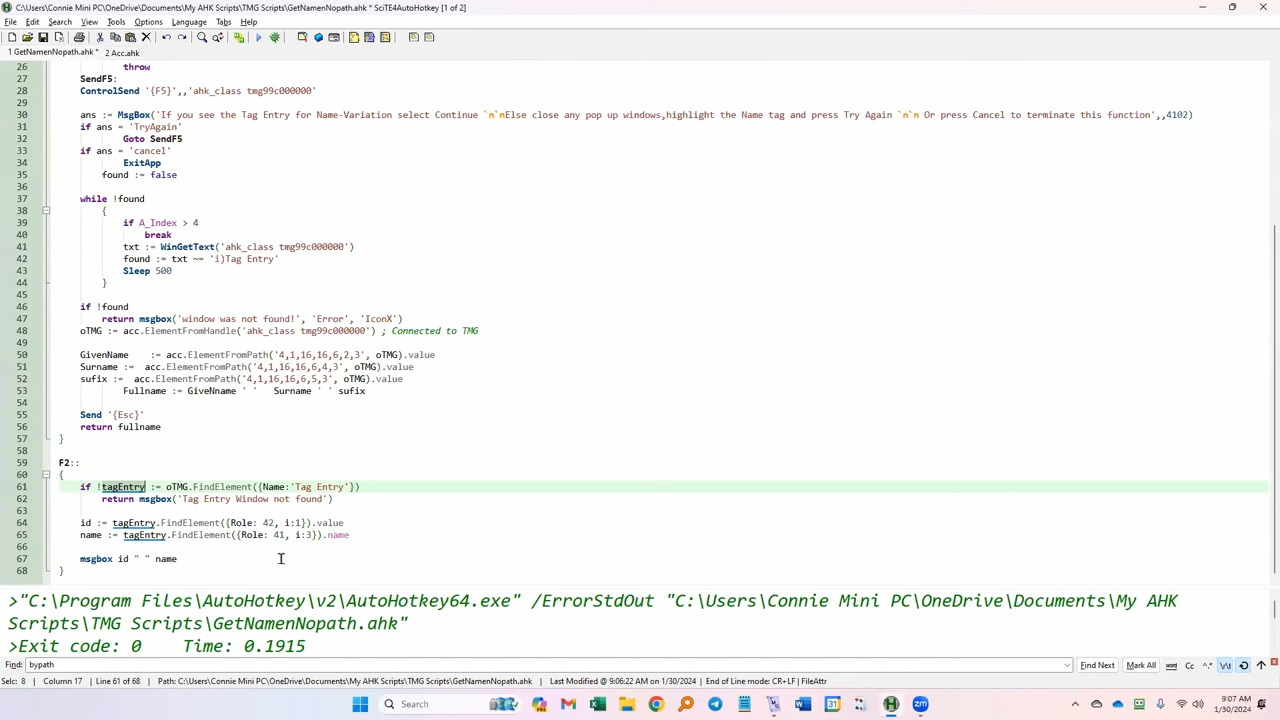 C:\Users\Connie Mini PC\OneDrive\Documents\My AHK Scripts\TMG Scripts\GetNamenNopath.ahk * SciTE4AutoHotkey [1 of 2]
File Edit Search View Tools Options Language Tabs Help
1 GetNamenNopath.ahk * 2 Acc.ahk
26 throw
27 SendF5:
28 ControlSend '{F5}',,'ahk_class tmg99c000000'
29
30 ans := MsgBox('If you see the Tag Entry for Name-Variation select Continue `n`nElse close any pop up windows,highlight the Name tag and press Try Again `n`n Or press Cancel to terminate this function',,4102)
31 if ans = 'TryAgain'
32 Goto SendF5
33 if ans = 'cancel'
34 ExitApp
35 found := false
36
37 while !found
38 {
39 if A_Index > 4
40 break
41 txt := WinGetText('ahk_class tmg99c000000')
42 found := txt ~= 'i)Tag Entry'
43 Sleep 500
44 }
45
46 if !found
47 return msgbox('window was not found!', 'Error', 'IconX')
48 oTMG := acc.ElementFromHandle('ahk_class tmg99c000000') ; Connected to TMG
49
50 GivenName := acc.ElementFromPath('4,1,16,16,6,2,3', oTMG).value
51 Surname := acc.ElementFromPath('4,1,16,16,6,4,3', oTMG).value
52 sufix := acc.ElementFromPath('4,1,16,16,6,5,3', oTMG).value
53 Fullname := GiveNname ' ' Surname ' ' sufix
54
55 Send '{Esc}'
56 return fullname
57 }
58
59 F2::
60 {
61 if !tagEntry := oTMG.FindElement({Name:'Tag Entry'})
62 return msgbox('Tag Entry Window not found')
63
64 id := tagEntry.FindElement({Role: 42, i:1}).value
65 name := tagEntry.FindElement({Role: 41, i:3}).name
66
67 msgbox id " " name
68 }
>"C:\Program Files\AutoHotkey\v2\AutoHotkey64.exe" /ErrorStdOut "C:\Users\Connie Mini PC\OneDrive\Documents\My AHK
Scripts\TMG Scripts\GetNamenNopath.ahk"
>Exit code: 0 Time: 0.1915
Find: bypath Find Next Mark All word Cc ^.* \r\t
Selc: 8 | Column 17 | Line 61 of 68 | Path: C:\Users\Connie Mini PC\OneDrive\Documents\My AHK Scripts\TMG Scripts\GetNamenNopath.ahk | Last Modified @ 9:06:22 AM on 1/30/2024 | End of Line mode: CR+LF | FileAttr
Search 9:07 AM
1/30/2024